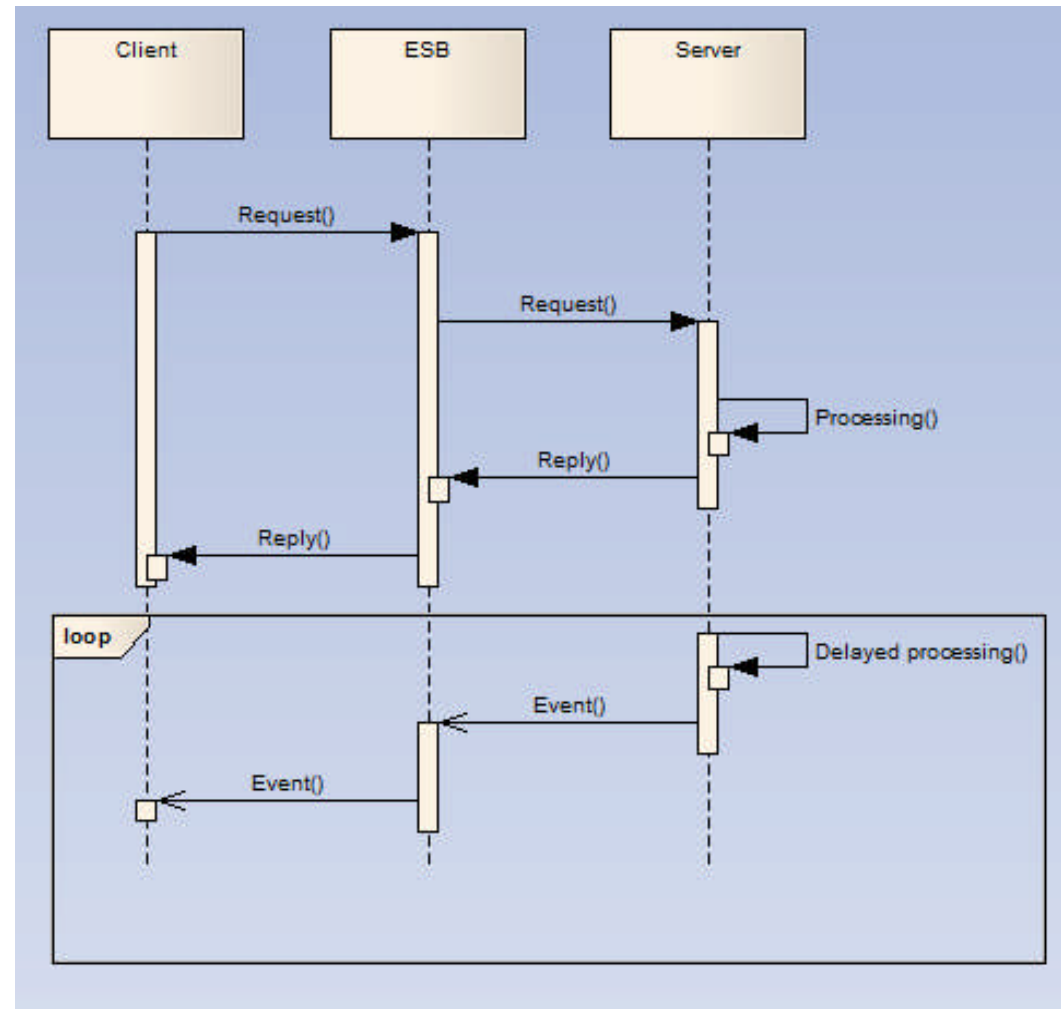 Client
ESB
Server
Request()
Request()
Processing()
Reply()
Reply()
loop
Delayed processing()
Event()
Event()